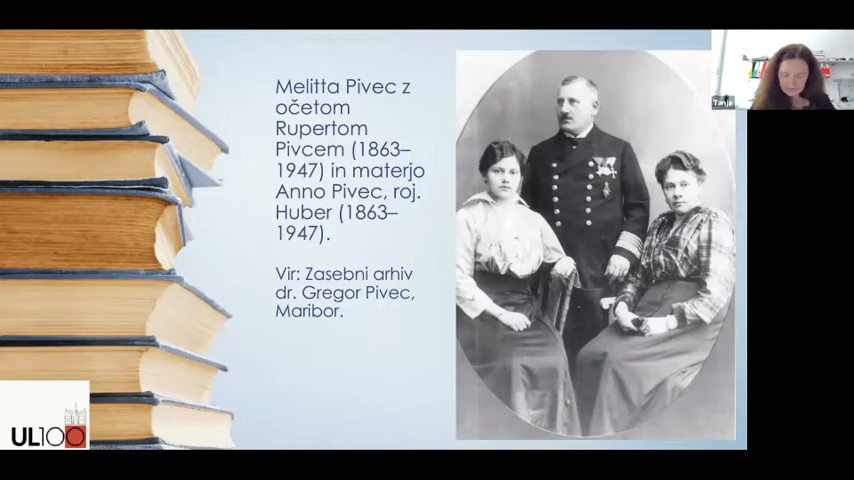 Melitta Pivec z
očetom
Rupertom
Pivcem (1863–
1947) in materjo
Anno Pivec, roj.
Huber (1863–
1947).
Vir: Zasebni arhiv
dr. Gregor Pivec,
Maribor.
Tanja
UL100